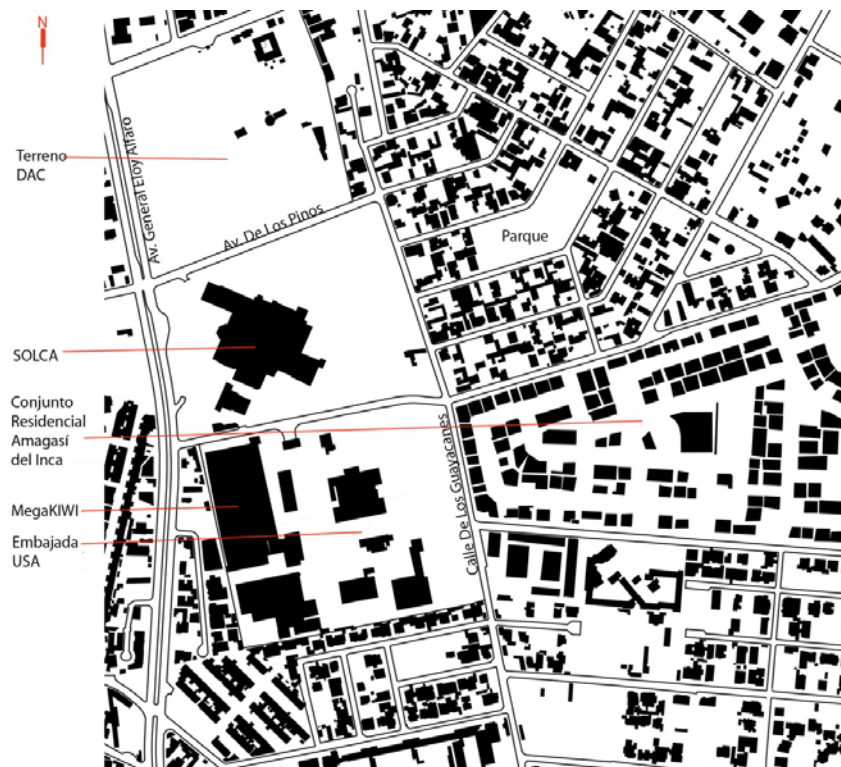 N
Terreno
DAC
Av. General Eloy Alfaro
Av. De Los Pinos
Parque
SOLCA
Conjunto
Residencial
Amagasí
del Inca
MegaKIWI
Embajada
USA
Calle De Los Guayacanes